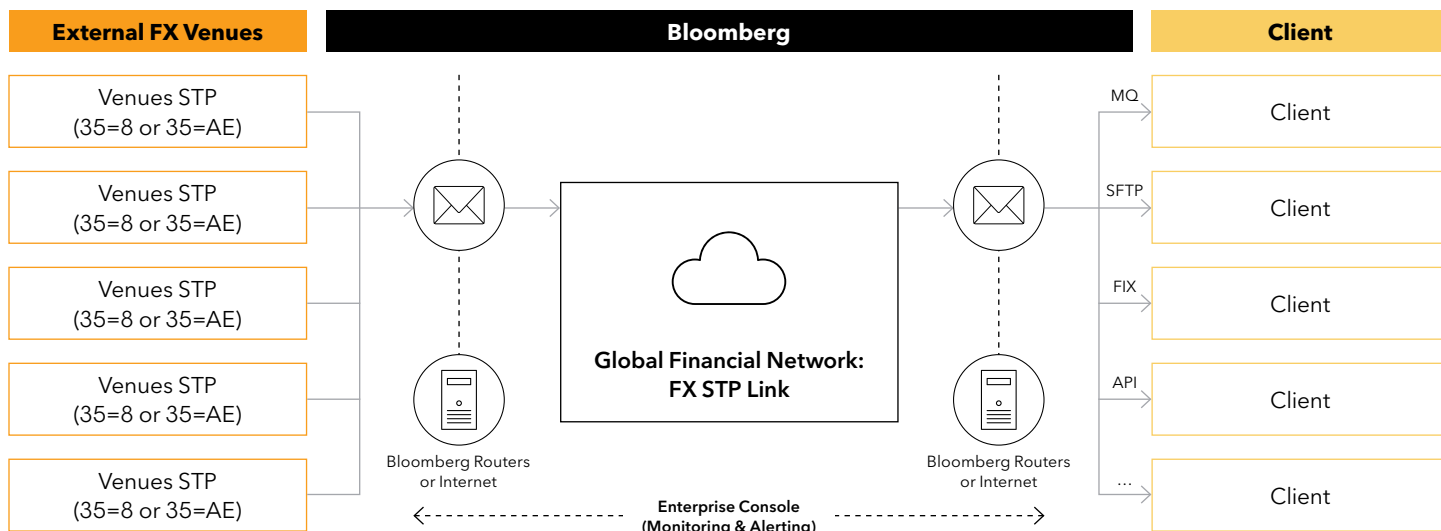 External FX Venues
Bloomberg
Client
Venues STP
(35=8 or 35=AE)
Venues STP
(35=8 or 35=AE)
Venues STP
(35=8 or 35=AE)
Venues STP
(35=8 or 35=AE)
Venues STP
(35=8 or 35=AE)
Global Financial Network:
FX STP Link
Bloomberg Routers
or Internet
Bloomberg Routers
or Internet
Enterprise Console
(Monitoring & Alerting)
MQ
Client
SFTP
Client
FIX
Client
API
Client
...
Client